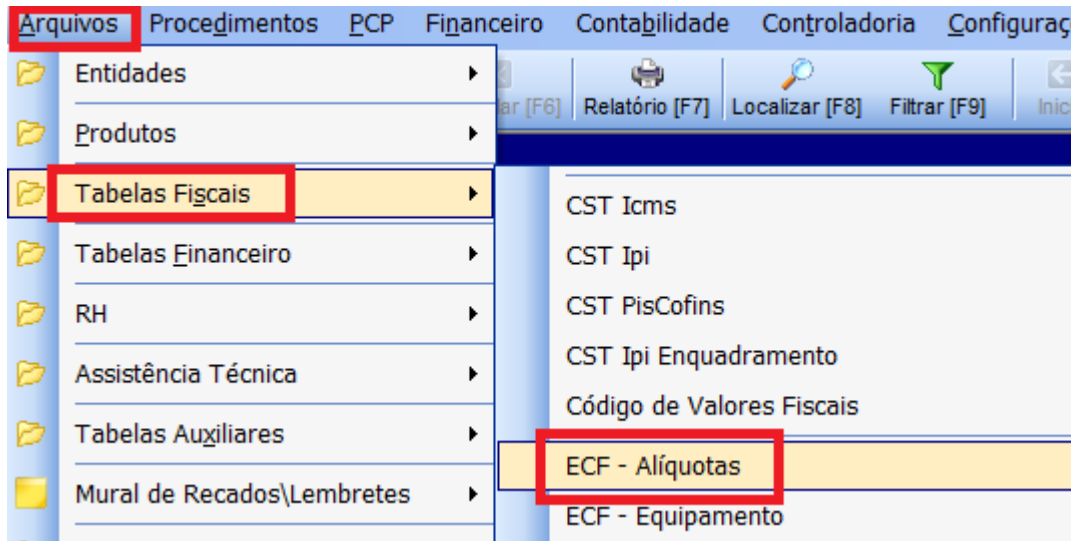 Arquivos Procedimentos PCP Financeiro Contabilidade Controladoria Configuraç
Relatório [F7] Localizar [F8] Filtrar [F9]
Entidades
Produtos
Tabelas Fiscais
Tabelas Financeiro
RH
Assistência Técnica
Tabelas Auxiliares
Mural de Recados\Lembretes
CST Icms
CST Ipi
CST PisCofins
CST Ipi Enquadramento
Código de Valores Fiscais
ECF - Alíquotas
ECF - Equipamento